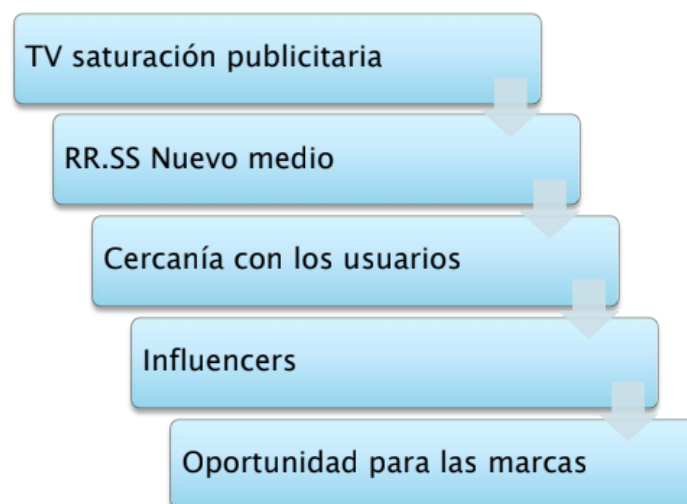 TV saturación publicitaria
RR.SS Nuevo medio
Cercanía con los usuarios
Influencers
Oportunidad para las marcas